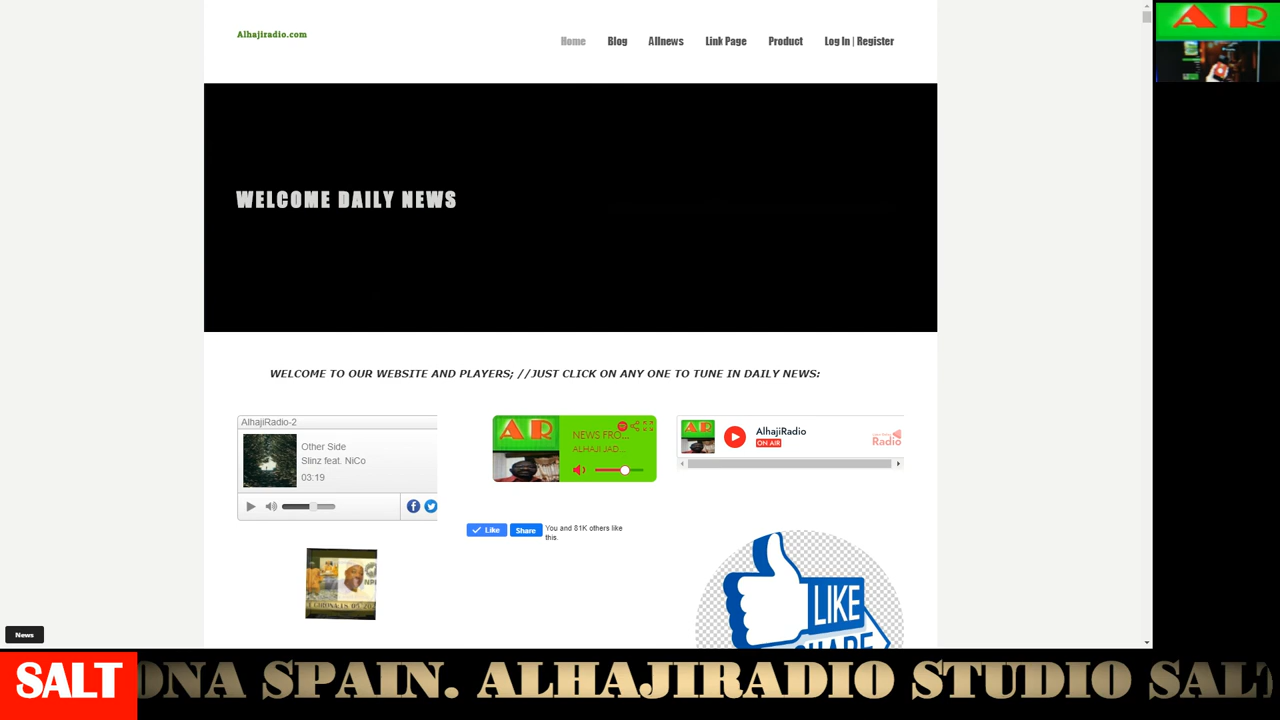 Alhajiradio.com
Home Blog Allnews Link Page Product Log In | Register
A R
WELCOME DAILY NEWS
WELCOME TO OUR WEBSITE AND PLAYERS; //JUST CLICK ON ANY ONE TO TUNE IN DAILY NEWS:
AlhajiRadio-2
Other Side
Slinz feat. NiCo
03:19
A R
NEWS FRO...
ALHAJI JAD...
A R
AlhajiRadio
ON AIR
Radio
Like Share You and 81K others like
this.
LIKE
SHARE
News
SALT
ONA SPAIN. ALHAJIRADIO STUDIO SALT